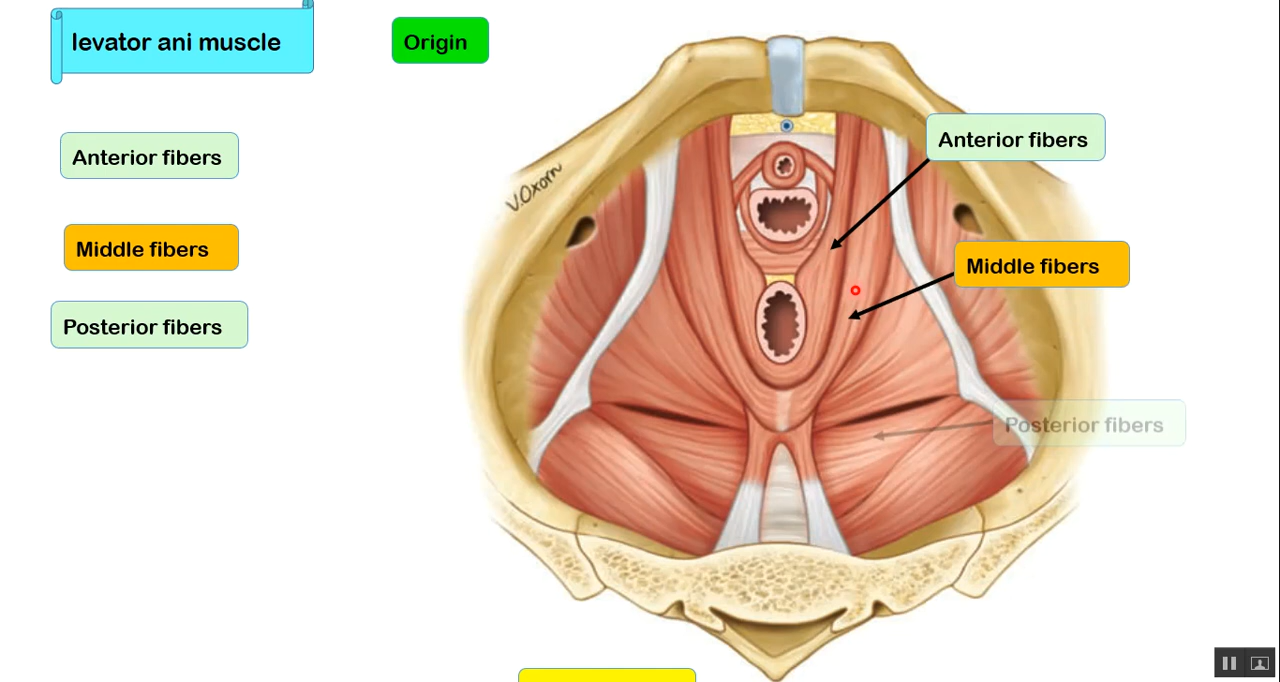 levator ani muscle
Origin
Anterior fibers
Middle fibers
Posterior fibers
Anterior fibers
Middle fibers
Posterior fibers
V.Oxorn